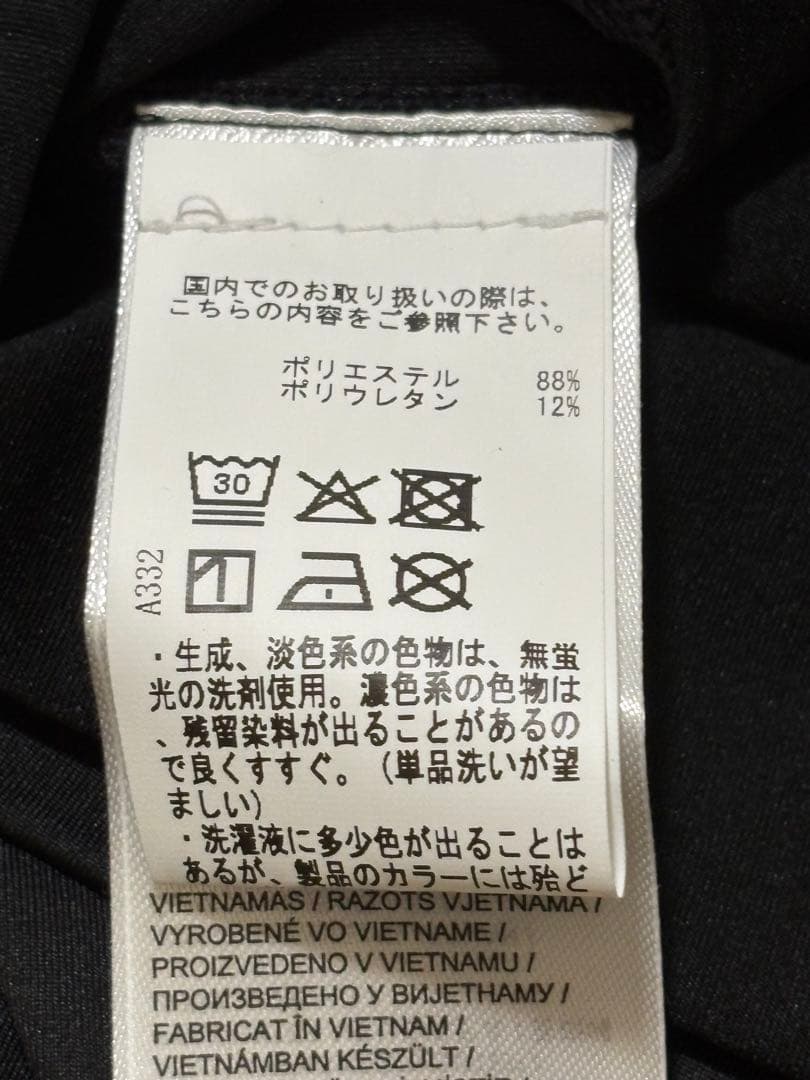 国内でのお取り扱いの際は、
こちらの内容をご参照下さい。
ポリエステル 88%
ポリウレタン 12%
30
A332
・生成、淡色系の色物は、無蛍
光の洗剤使用。濃色系の色物は
、残留染料が出ることがあるの
で良くすすぐ。(単品洗いが望
ましい)
・洗濯液に多少色が出ることは
あるが、製品のカラーには殆ど
VIETNAMAS / RAŽOTS VJETNAMĀ /
VYROBENÉ VO VIETNAME /
PROIZVEDENO V VIETNAMU /
ПРОИЗВЕДЕНО У ВИЈЕТНАМУ /
FABRICAT ÎN VIETNAM /
VIETNÁMBAN KÉSZÜLT /